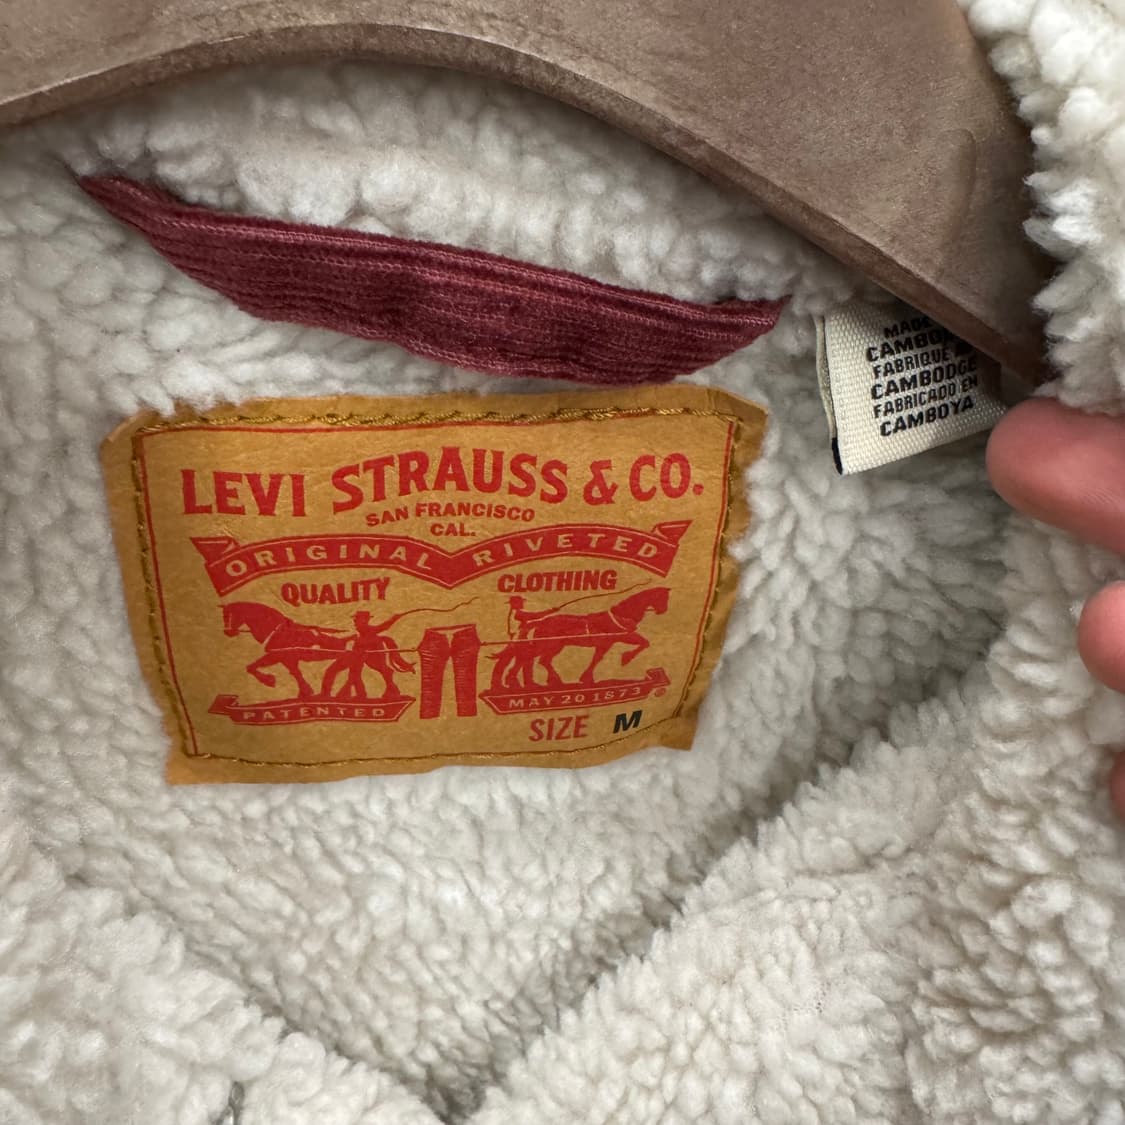 LEVI STRAUSS & CO.
SAN FRANCISCO
CAL.
ORIGINAL RIVETED
QUALITY CLOTHING
PATENTED MAY 20 1873 ®
SIZE M
MADE
CAMBO
FABRIQUE
CAMBODGE
FABRICADO EN
CAMBOYA